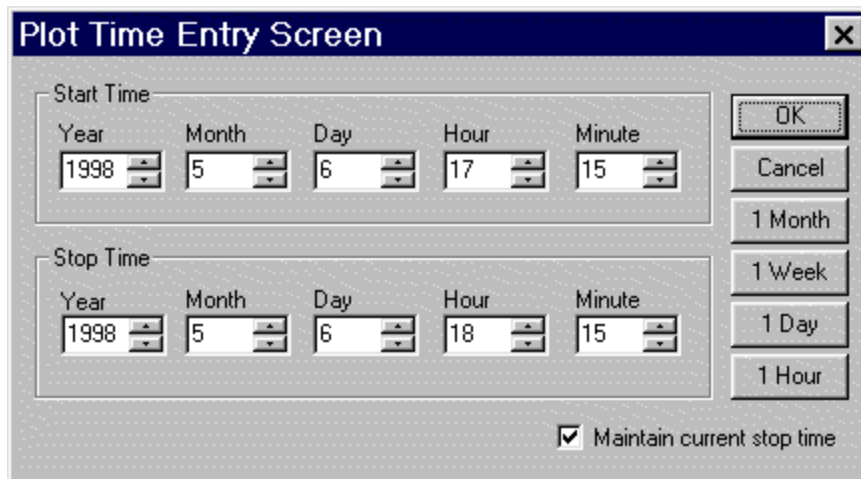 Plot Time Entry Screen
Start Time
Year Month Day Hour Minute
1998 5 6 17 15
Stop Time
Year Month Day Hour Minute
1998 5 6 18 15
OK
Cancel
1 Month
1 Week
1 Day
1 Hour
Maintain current stop time